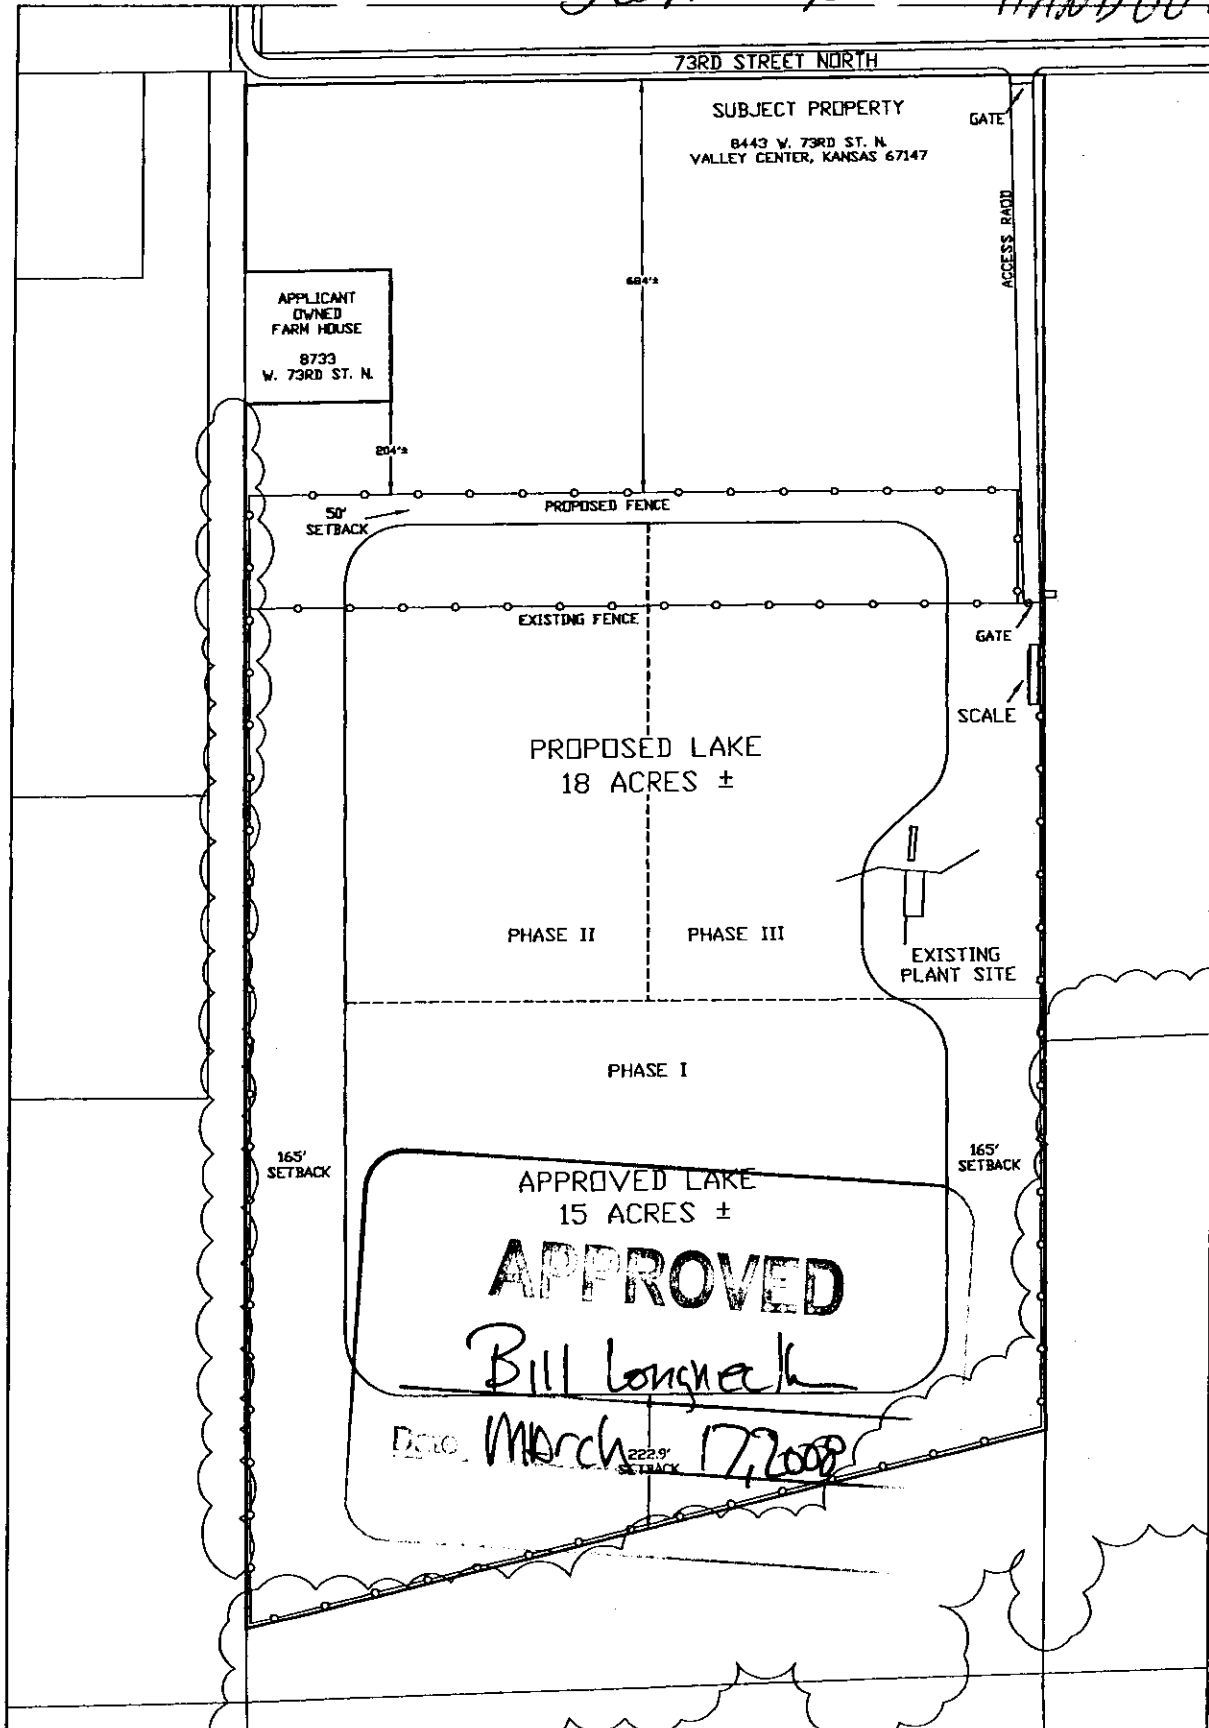 73RD STREET NORTH
SUBJECT PROPERTY
8443 W. 73RD ST. N.
VALLEY CENTER, KANSAS 67147
GATE
ACCESS RAOD
684'±
APPLICANT
OWNED
FARM HOUSE
8733
W. 73RD ST. N.
204'±
PROPOSED FENCE
50'
SETBACK
EXISTING FENCE
GATE
SCALE
PROPOSED LAKE
18 ACRES ±
PHASE II
PHASE III
EXISTING
PLANT SITE
PHASE I
165'
SETBACK
165'
SETBACK
APPROVED LAKE
15 ACRES ±
APPROVED
Bill Longneck
Date March 17, 2008
222.9'
SETBACK